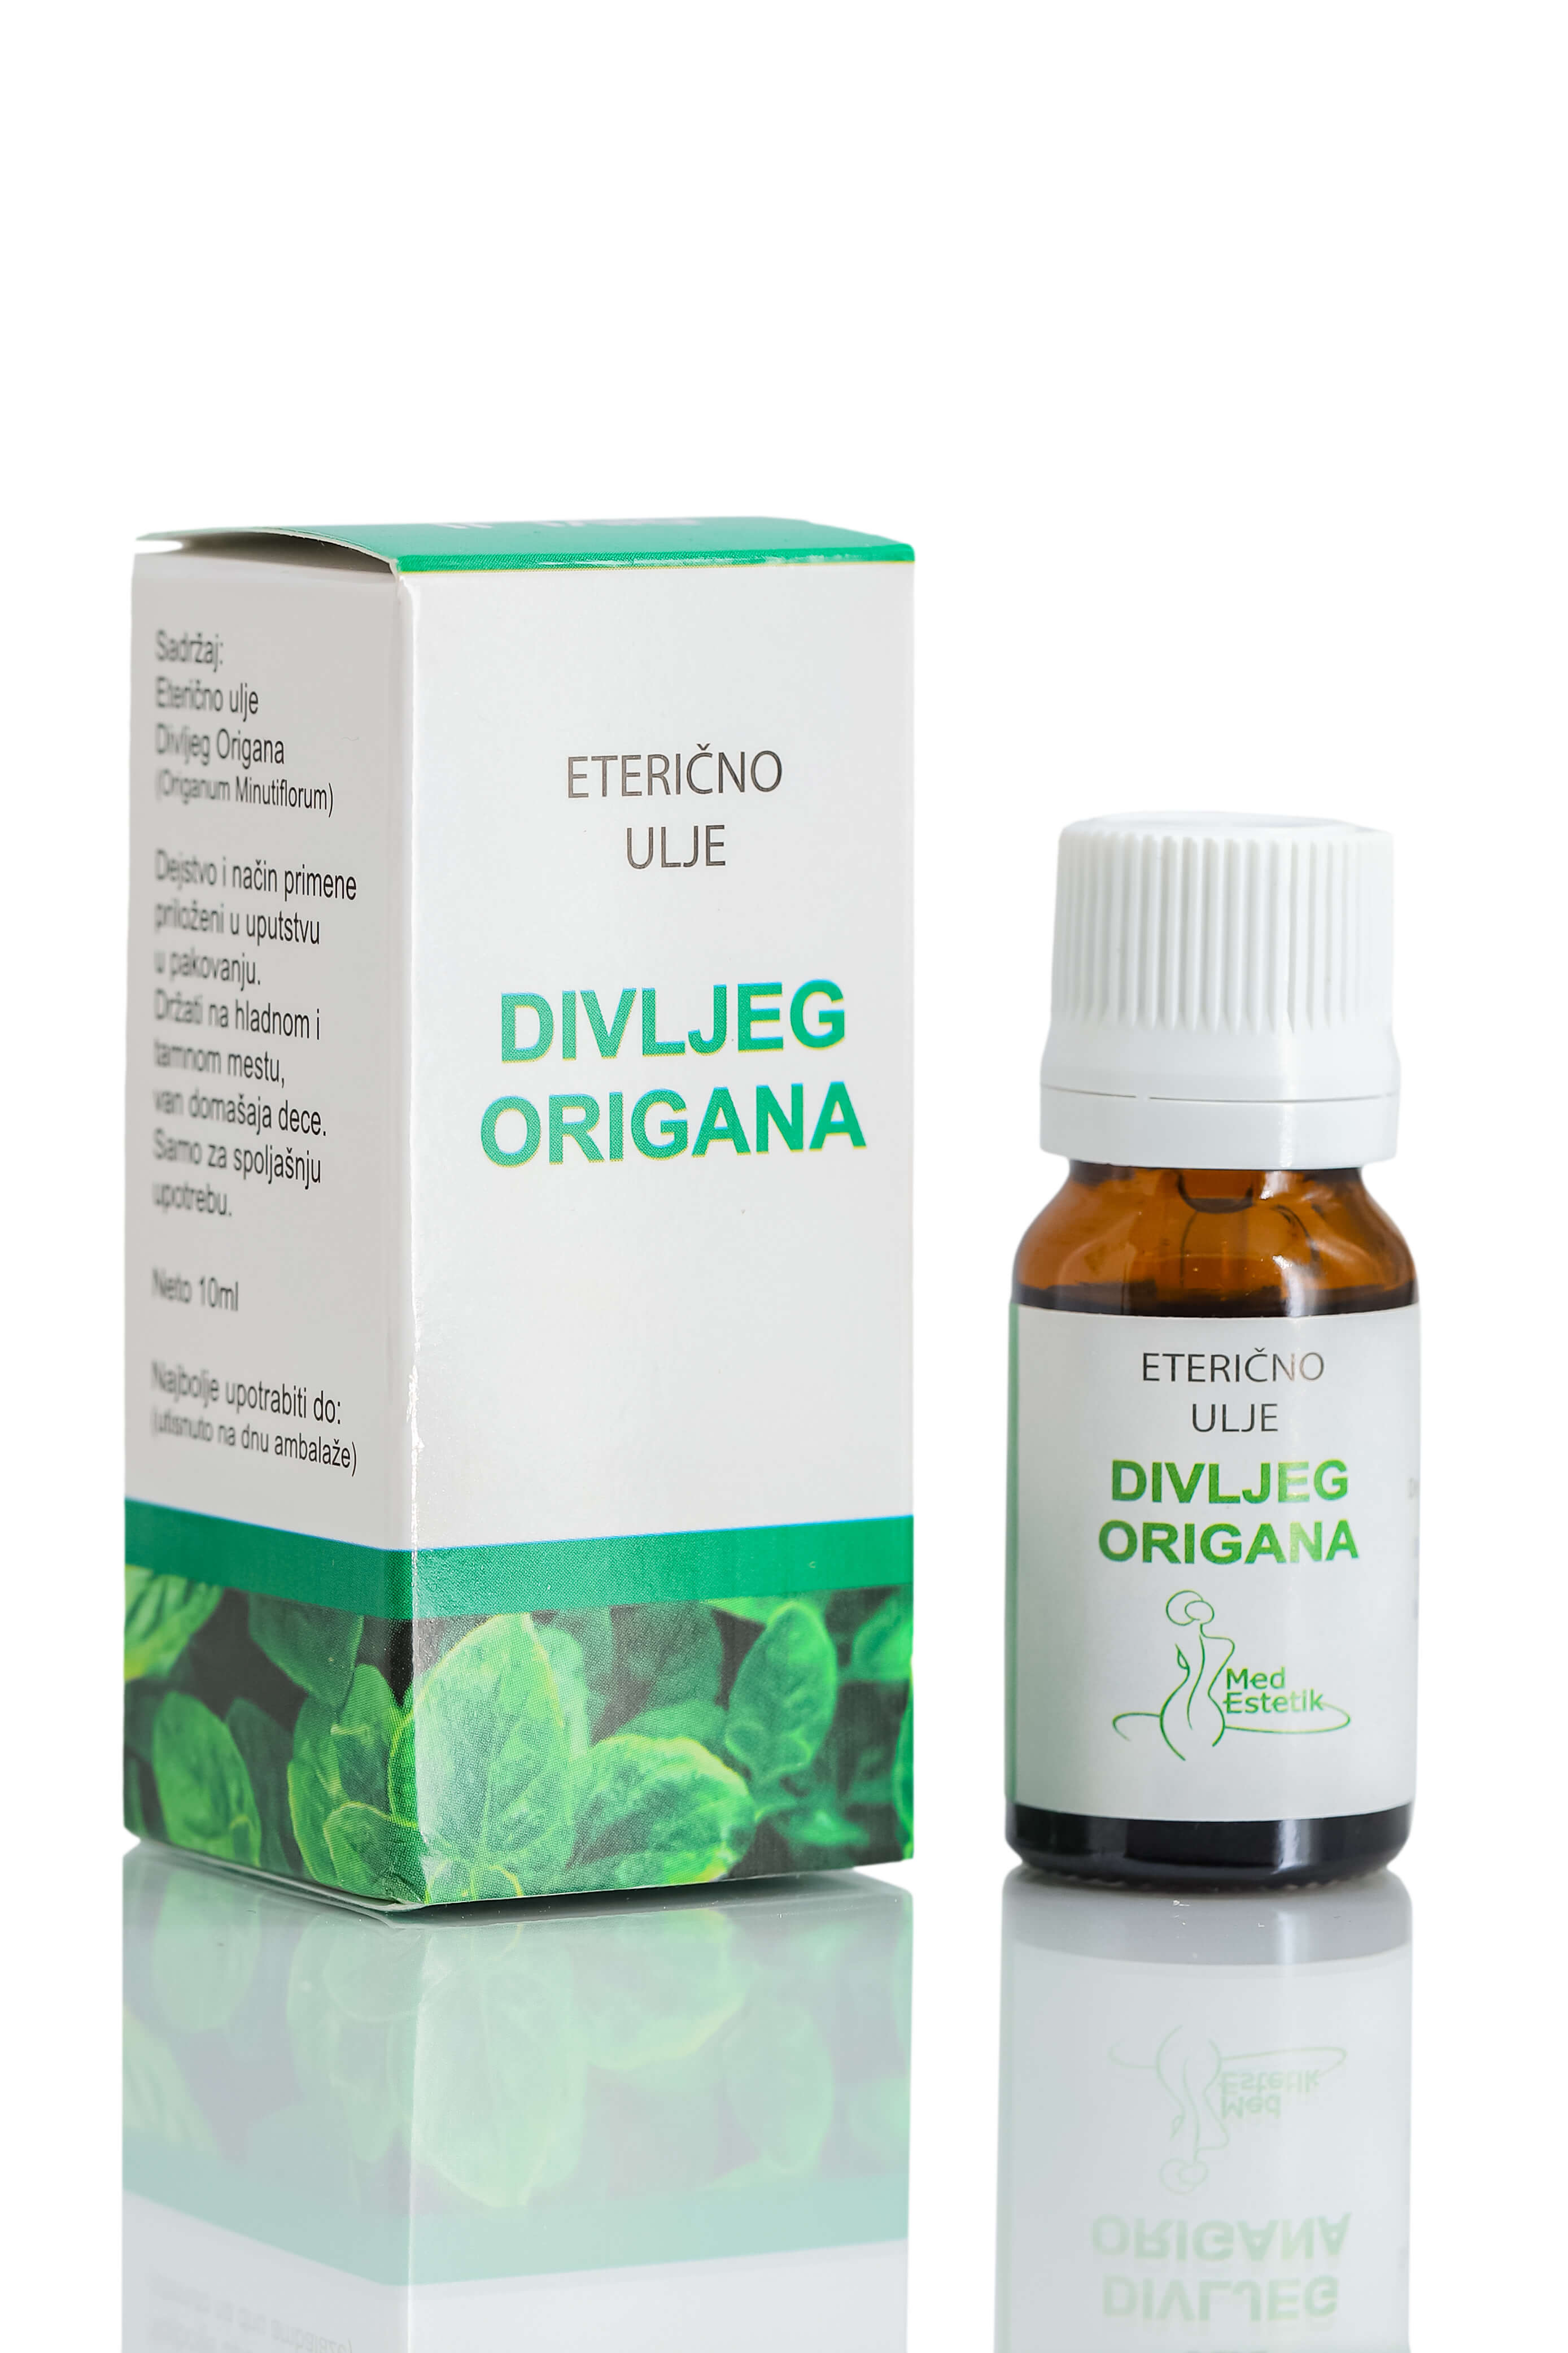 Sadržaj:
Eterično ulje
Divljeg Origana
(Origanum Minutiflorum)
Dejstvo i način primene
priloženi u uputstvu
u pakovanju.
Držati na hladnom i
tamnom mestu,
van domašaja dece.
Samo za spoljašnju
upotrebu.
Neto 10ml
Najbolje upotrabiti do:
(utisnuto na dnu ambalaže)
ETERIČNO
ULJE
DIVLJEG
ORIGANA
ETERIČNO
ULJE
DIVLJEG
ORIGANA
Med
Estetik